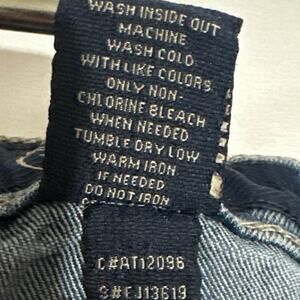 WASH INSIDE OUT
MACHINE
WASH COLD
WITH LIKE COLORS
ONLY NON-
CHLORINE BLEACH
WHEN NEEDED
TUMBLE DRY LOW
WARM IRON
IF NEEDED
DO NOT IRON
C#AT12096
S#EJ13619